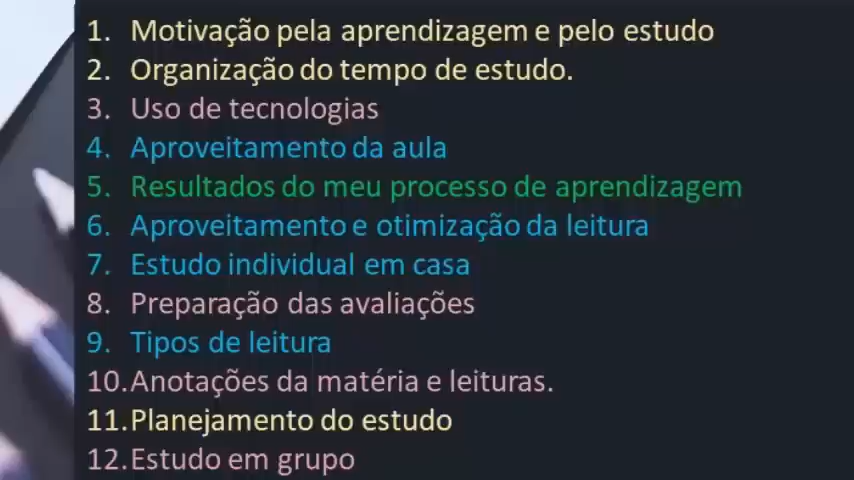 1. Motivação pela aprendizagem e pelo estudo
2. Organização do tempo de estudo.
3. Uso de tecnologias
4. Aproveitamento da aula
5. Resultados do meu processo de aprendizagem
6. Aproveitamento e otimização da leitura
7. Estudo individual em casa
8. Preparação das avaliações
9. Tipos de leitura
10.Anotações da matéria e leituras.
11.Planejamento do estudo
12.Estudo em grupo